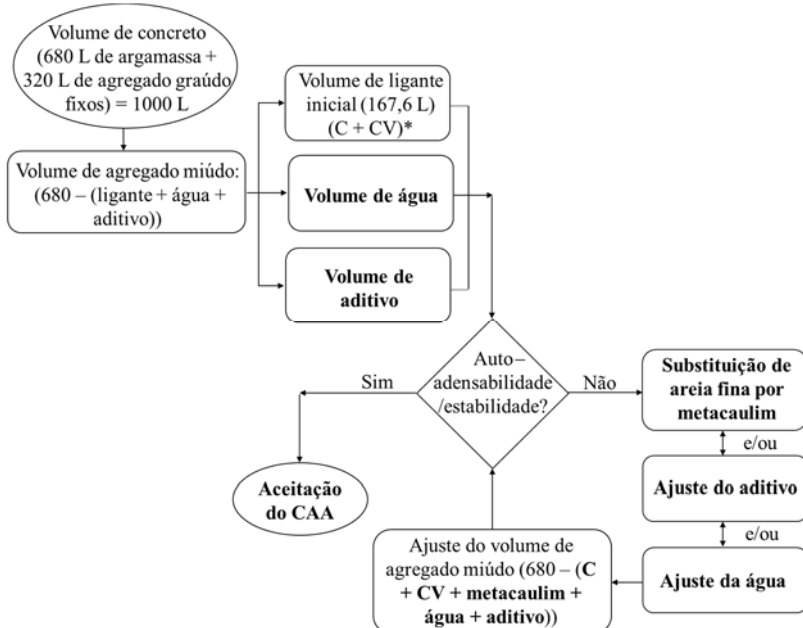 Volume de concreto
(680 L de argamassa +
320 L de agregado graúdo
fixos) = 1000 L
Volume de agregado miúdo:
(680 – (ligante + água +
aditivo))
Volume de ligante
inicial (167,6 L)
(C + CV)*
Volume de água
Volume de
aditivo
Auto–
adensabilidade
/estabilidade?
Sim
Não
Aceitação
do CAA
Substituição de
areia fina por
metacaulim
e/ou
Ajuste do aditivo
e/ou
Ajuste da água
Ajuste do volume de
agregado miúdo (680 – (C
+ CV + metacaulim +
água + aditivo))